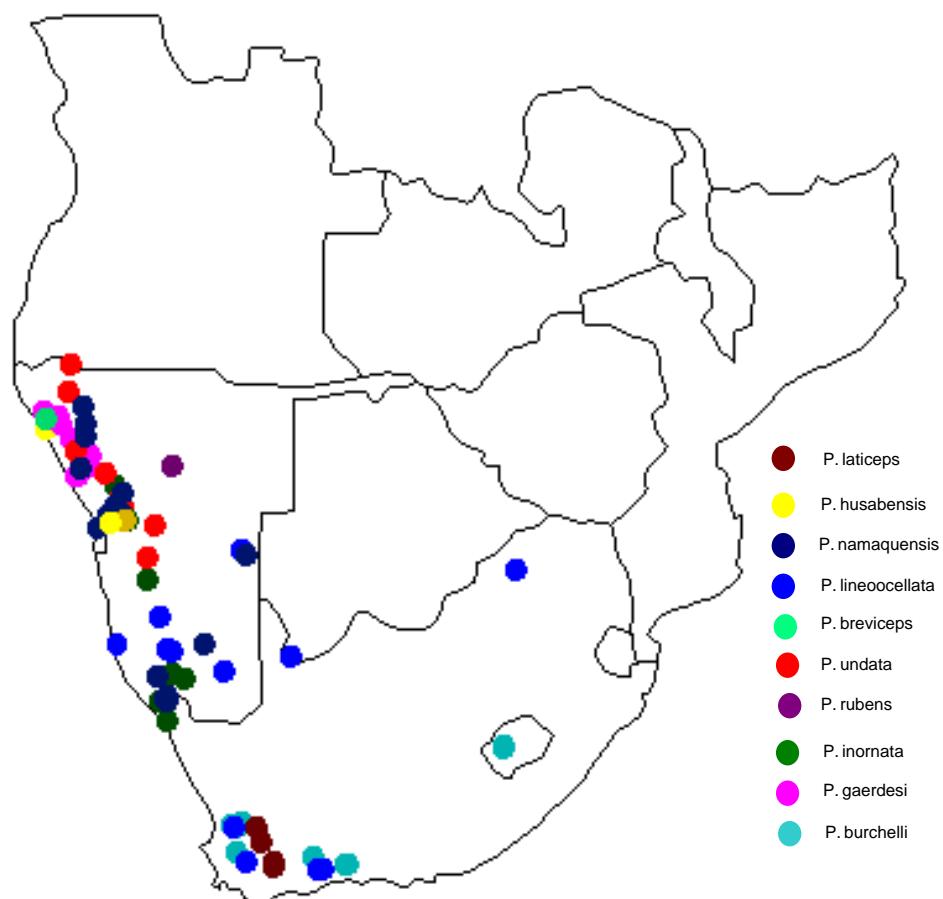 P. laticeps
P. husabensis
P. namaquensis
P. lineoocellata
P. breviceps
P. undata
P. rubens
P. inornata
P. gaerdesi
P. burchelli